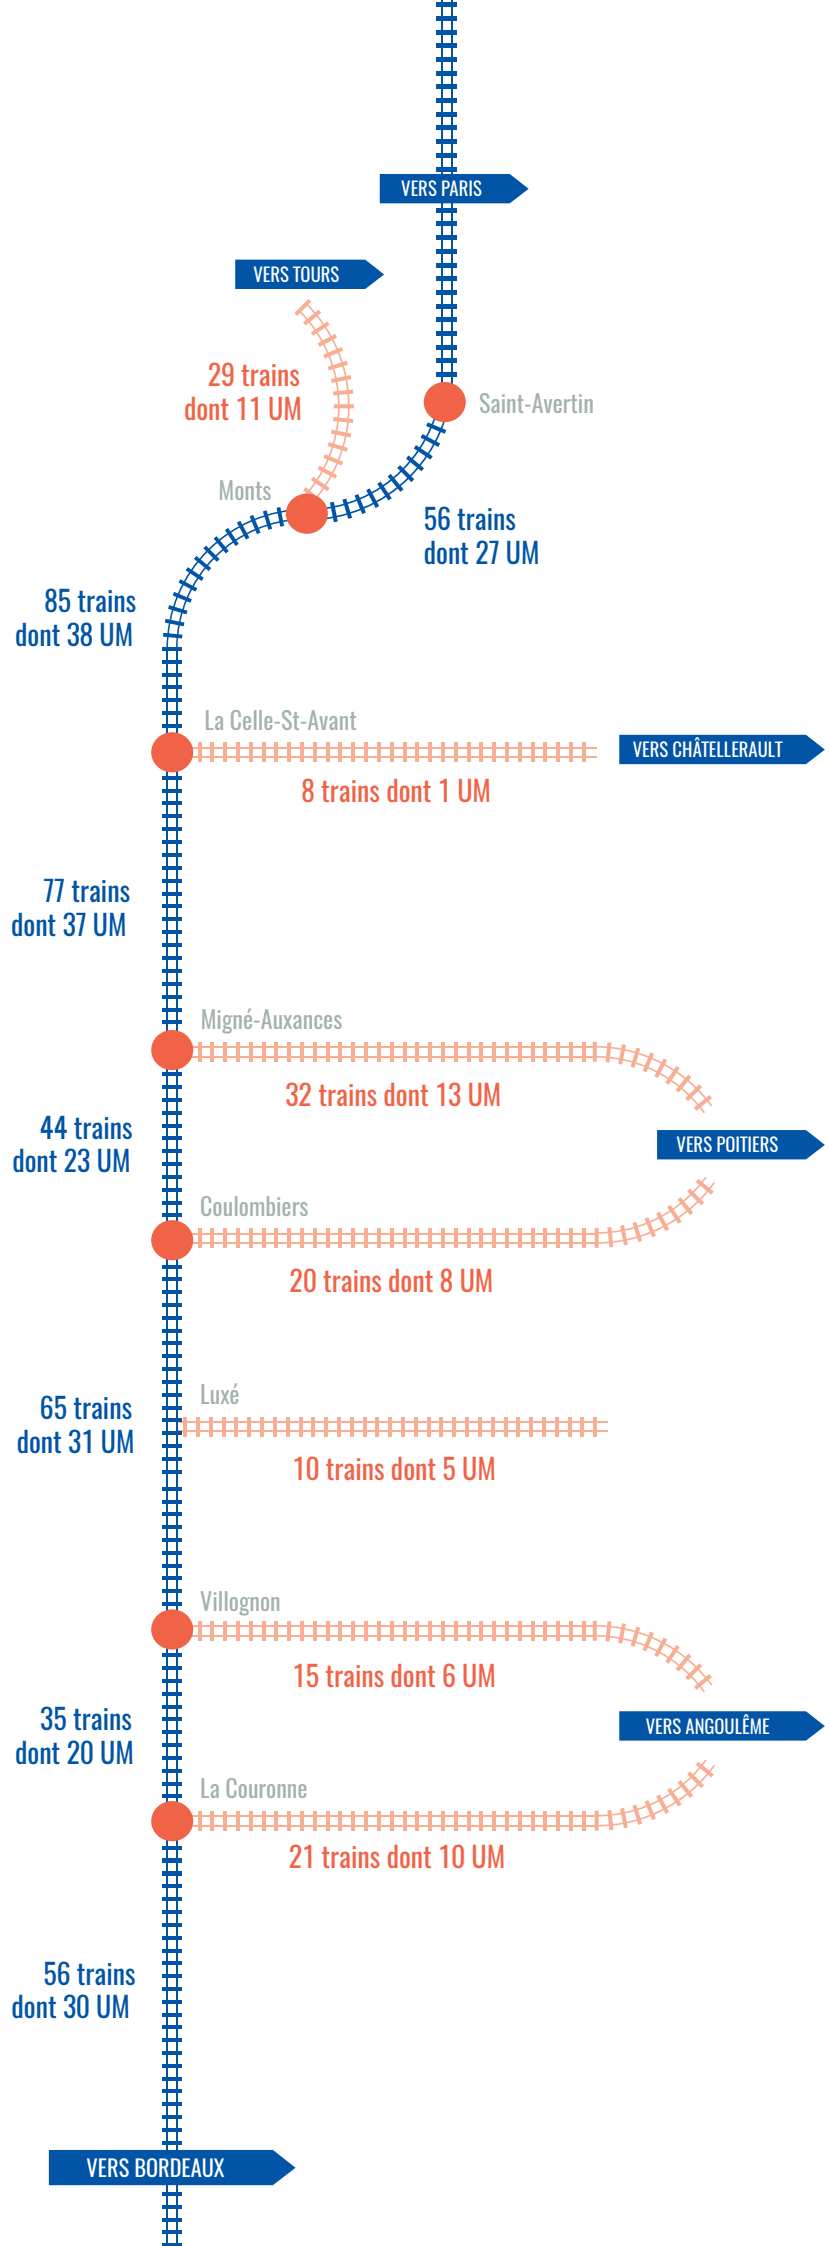 VERS PARIS
VERS TOURS
29 trains
dont 11 UM
Saint-Avertin
Monts
56 trains
dont 27 UM
85 trains
dont 38 UM
La Celle-St-Avant
VERS CHÂTELLERAULT
8 trains dont 1 UM
77 trains
dont 37 UM
Migné-Auxances
32 trains dont 13 UM
44 trains
dont 23 UM
VERS POITIERS
Coulombiers
20 trains dont 8 UM
Luxé
65 trains
dont 31 UM
10 trains dont 5 UM
Villognon
15 trains dont 6 UM
35 trains
dont 20 UM
VERS ANGOULÊME
La Couronne
21 trains dont 10 UM
56 trains
dont 30 UM
VERS BORDEAUX